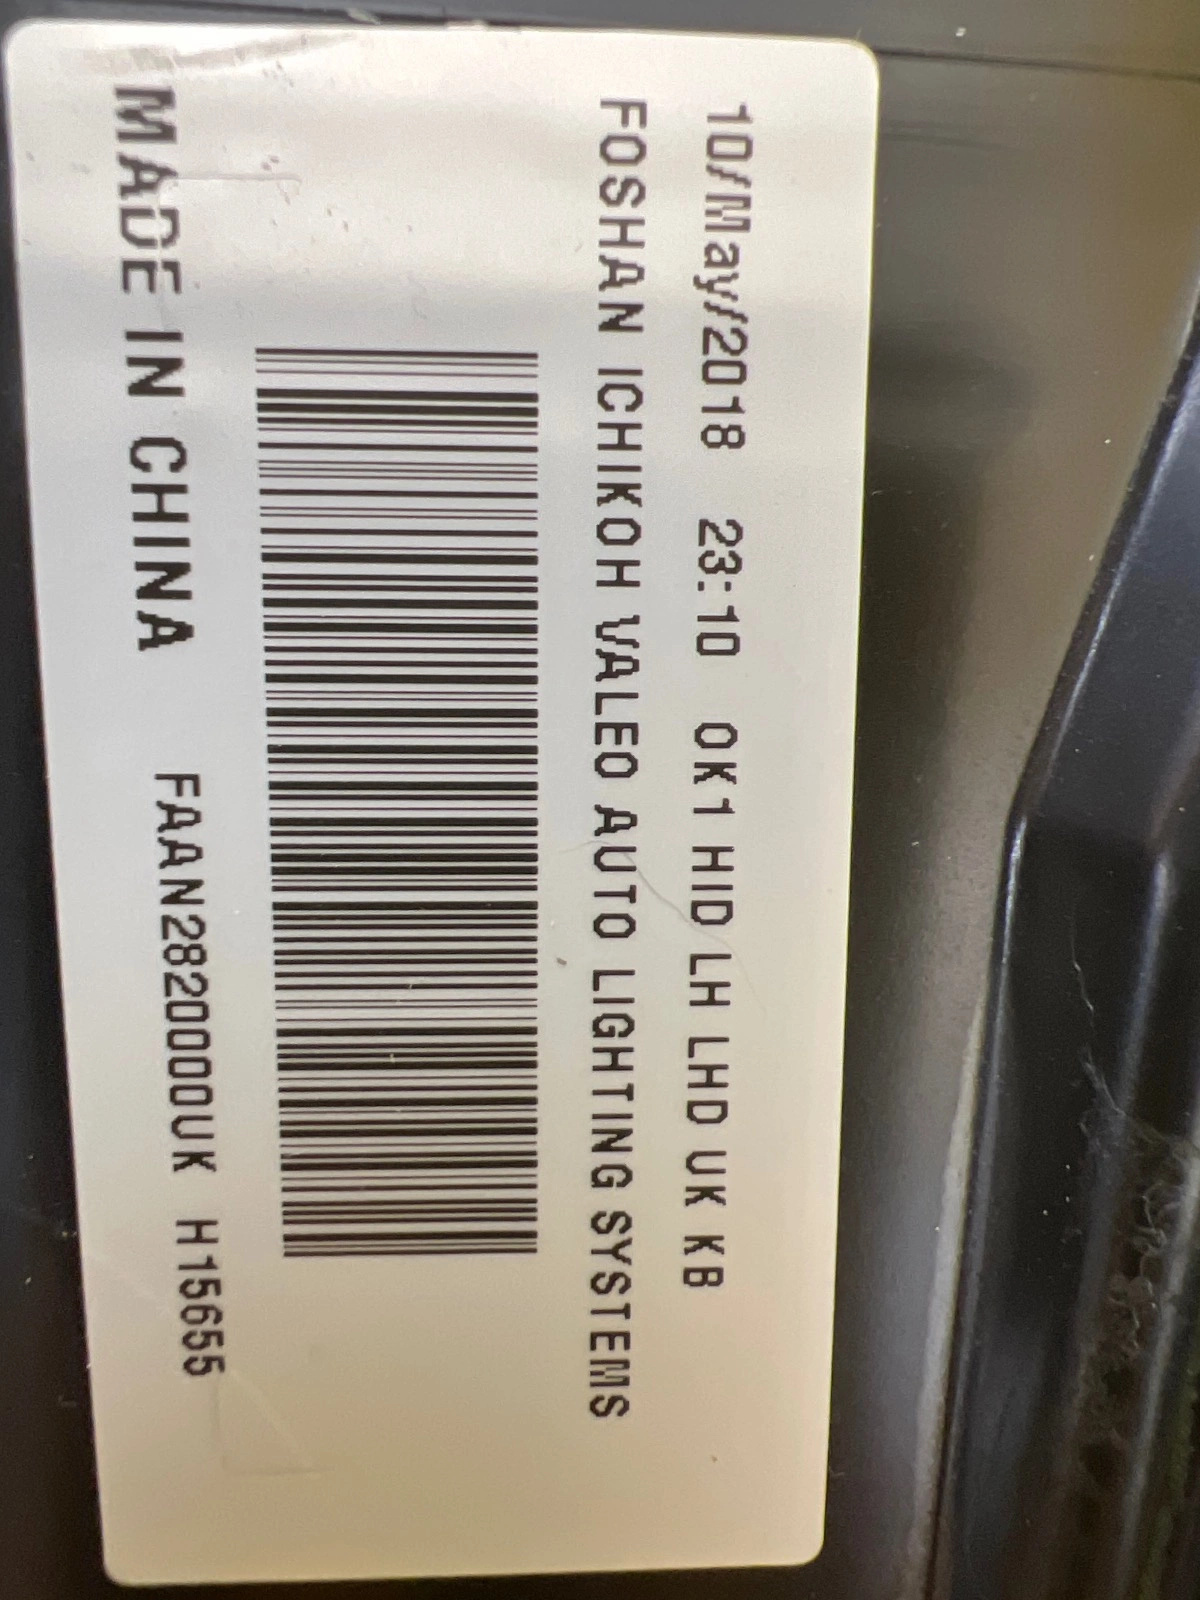 10/May/2018 23:10 OK1 HID LH LHD UK KB
FOSHAN ICHIKOH VALEO AUTO LIGHTING SYSTEMS
MADE IN CHINA FAAN282000UK H15655